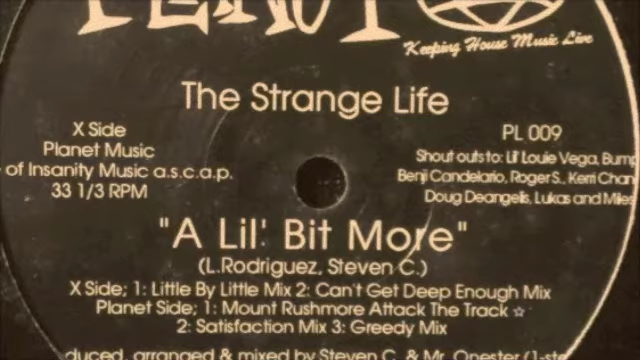 Keeping House Music Live
The Strange Life
X Side
Planet Music
of Insanity Music a.s.c.a.p.
33 1/3 RPM
PL 009
Shout outs to: Lil' Louie Vega,
Benji Candelario, Roger S., Kerri
Doug Deangelis, Lukas and
"A Lil' Bit More"
(L.Rodriguez, Steven C.)
X Side; 1: Little By Little Mix 2: Can't Get Deep Enough Mix
Planet Side; 1: Mount Rushmore Attack The Track ☆
2: Satisfaction Mix 3: Greedy Mix
arranged & mixed by Steven C. & Mr. Onester